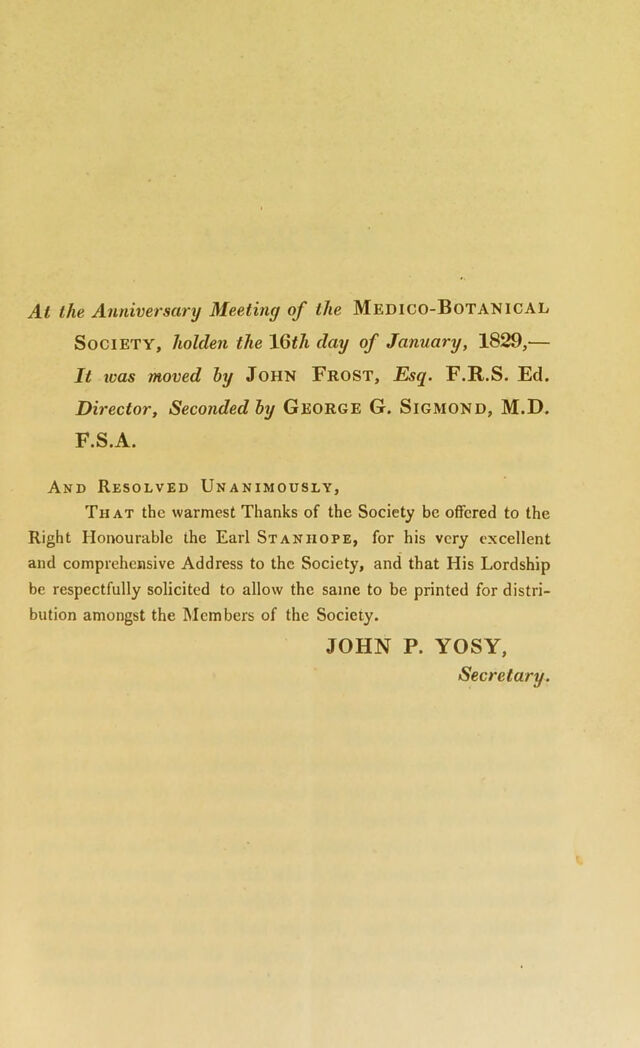 At the Anniversary Meeting of the MEDICO-BOTANICAL
SOCIETY, holden the 16th day of January, 1829,—
It was moved by JOHN FROST, Esq. F.R.S. Ed.
Director, Seconded by GEORGE G. SIGMOND, M.D.
F.S.A.
AND RESOLVED UNANIMOUSLY,
THAT the warmest Thanks of the Society be offered to the
Right Honourable the Earl STANHOPE, for his very excellent
and comprehensive Address to the Society, and that His Lordship
be respectfully solicited to allow the same to be printed for distri-
bution amongst the Members of the Society.
JOHN P. YOSY,
Secretary.